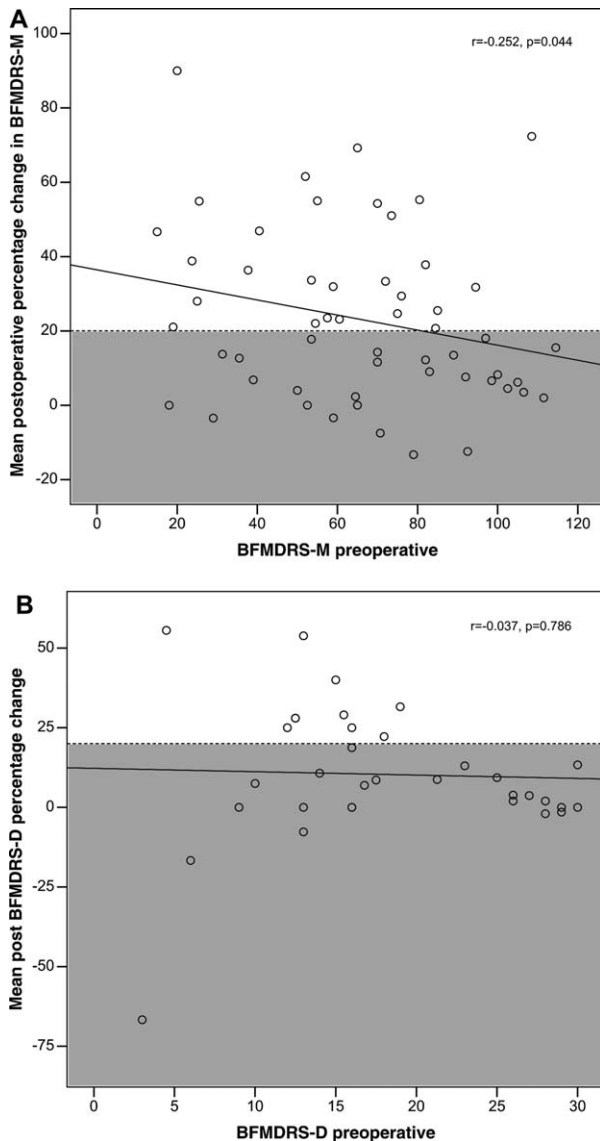 A
r=-0.252, p=0.044
Mean postoperative percentage change in BFMDRS-M
100
80
60
40
20
0
-20
0 20 40 60 80 100 120
BFMDRS-M preoperative
B
r=-0.037, p=0.786
Mean post BFMDRS-D percentage change
50
25
0
-25
-50
-75
0 5 10 15 20 25 30
BFMDRS-D preoperative